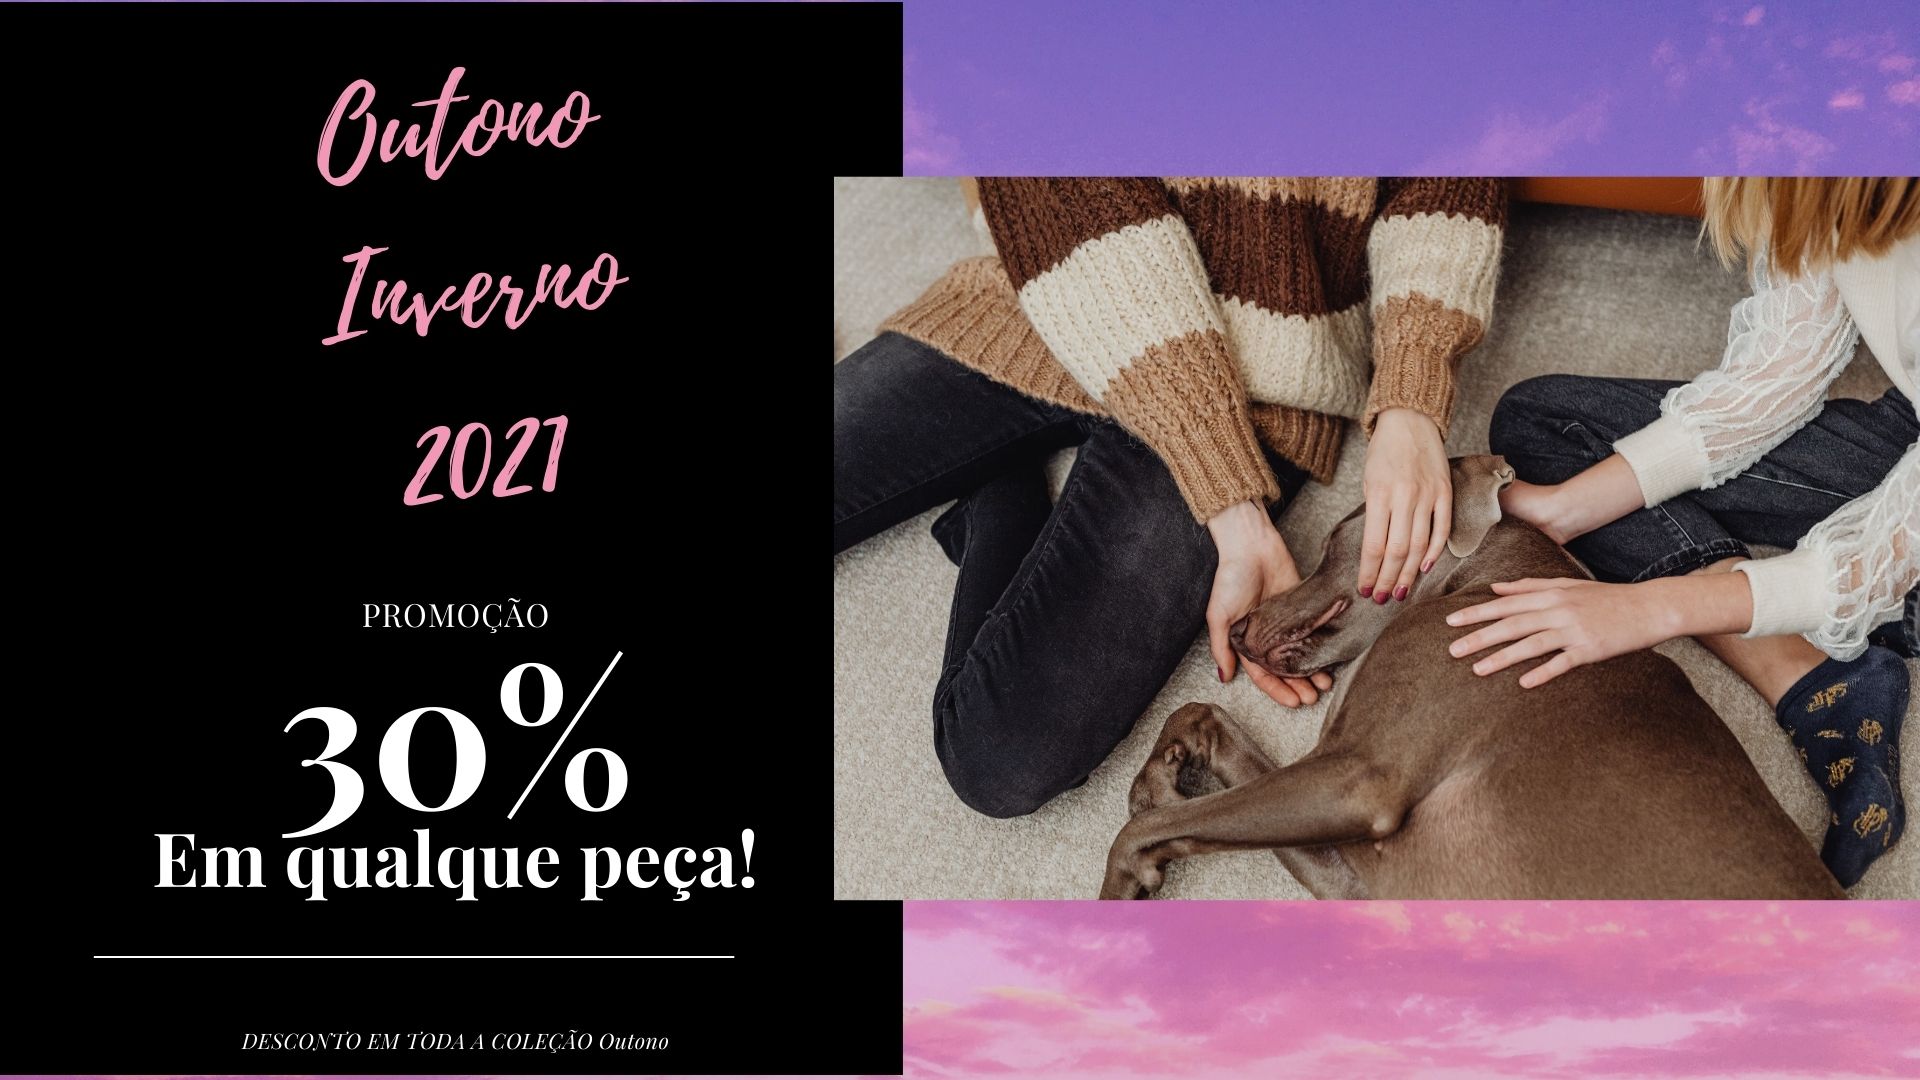 Outono
Inverno
2021
PROMOÇÃO
30%
Em qualque peça!
DESCONTO EM TODA A COLEÇÃO Outono